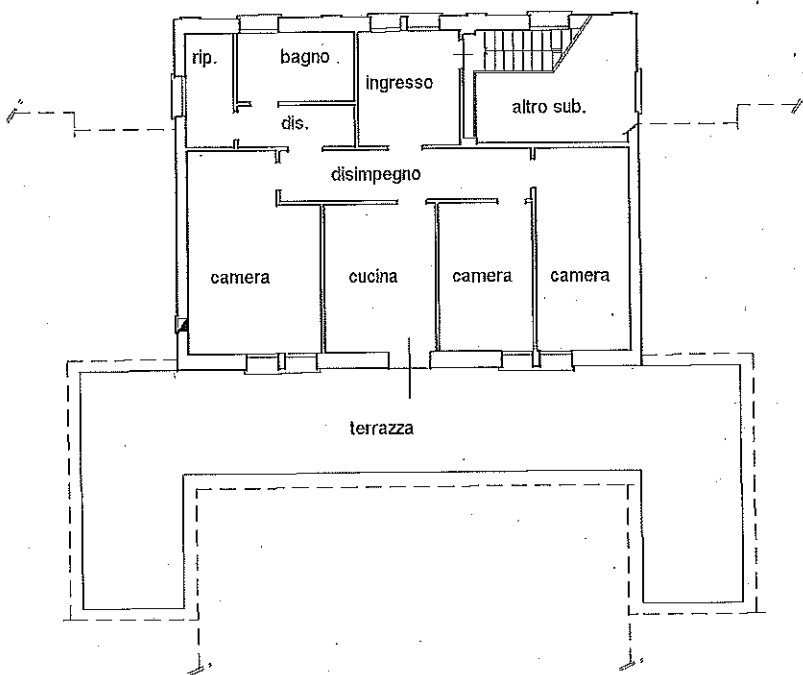 rip.
bagno
ingresso
altro sub.
dis.
disimpegno
camera
cucina
camera
camera
terrazza